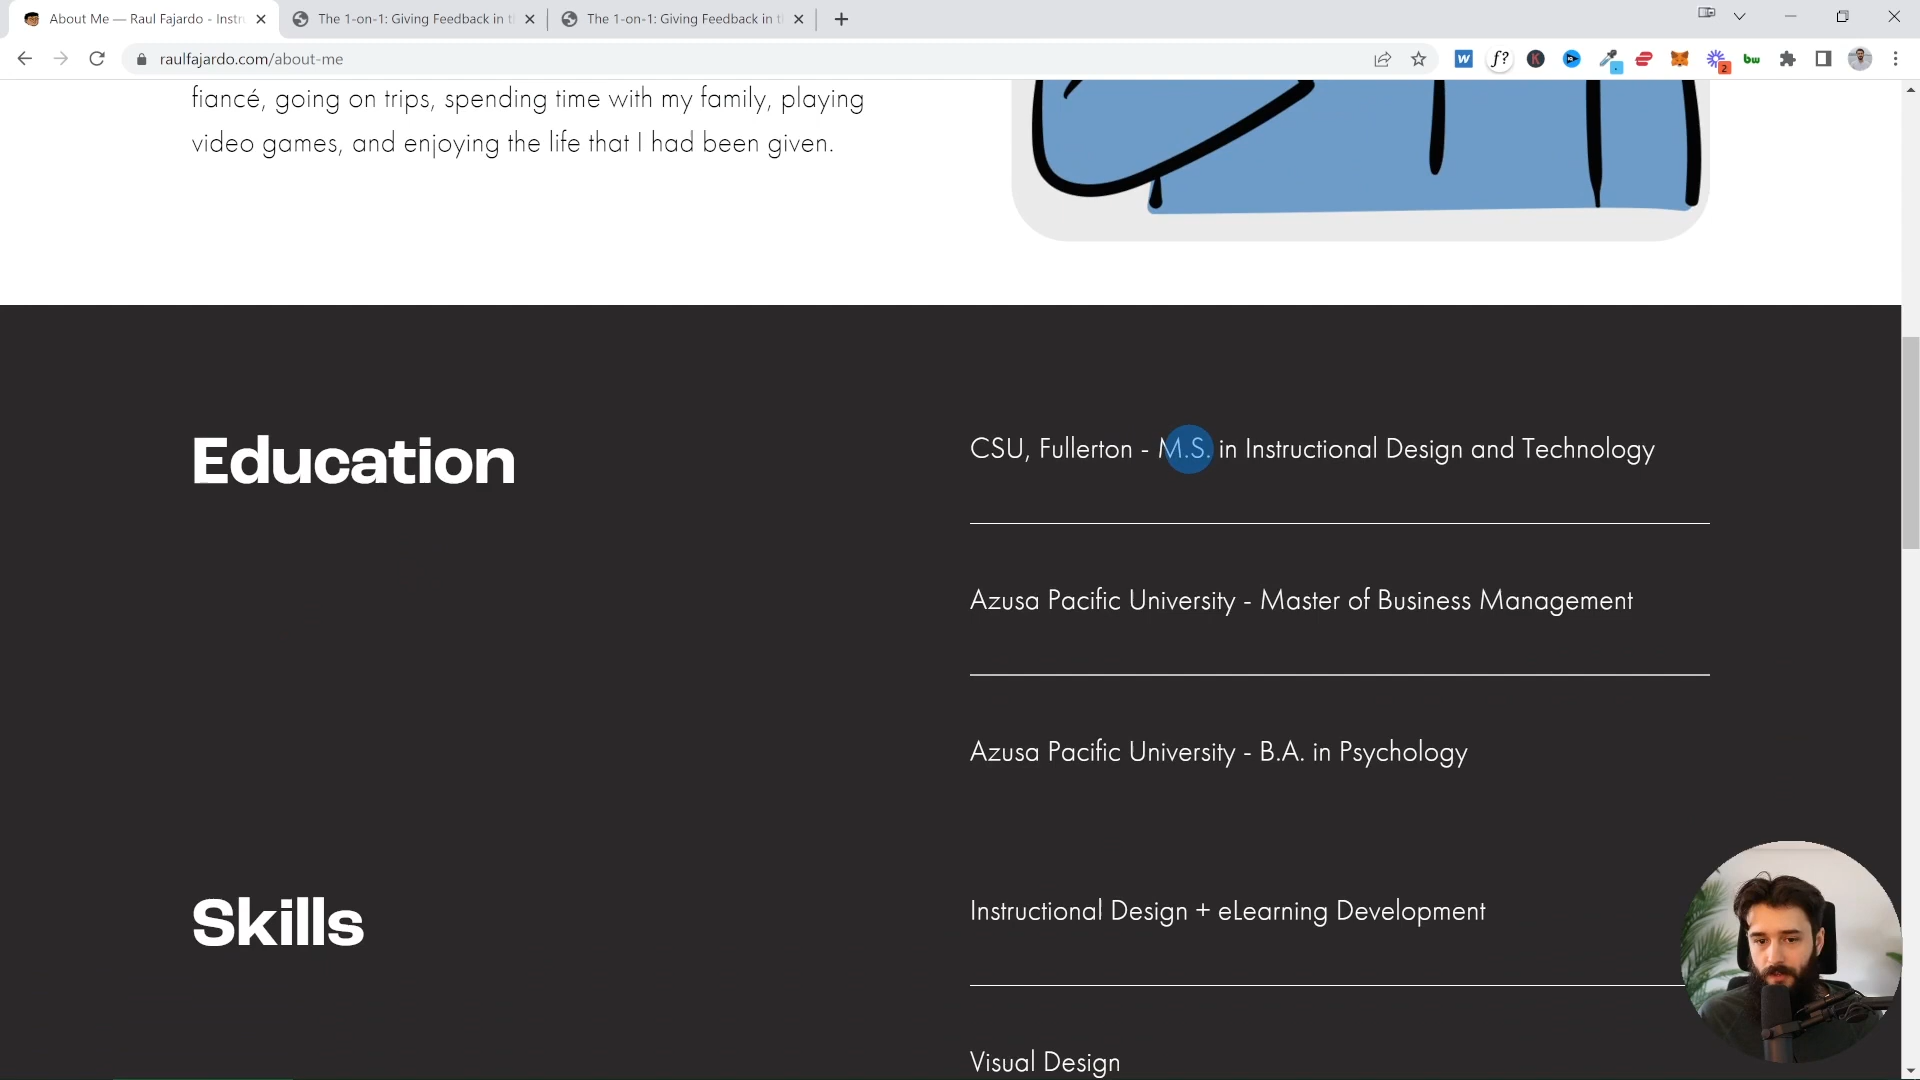 About Me — Raul Fajardo - Instru
The 1-on-1: Giving Feedback in t
The 1-on-1: Giving Feedback in t
raulfajardo.com/about-me
fiancé, going on trips, spending time with my family, playing
video games, and enjoying the life that I had been given.
Education
CSU, Fullerton - M.S. in Instructional Design and Technology
Azusa Pacific University - Master of Business Management
Azusa Pacific University - B.A. in Psychology
Skills
Instructional Design + eLearning Development
Visual Design